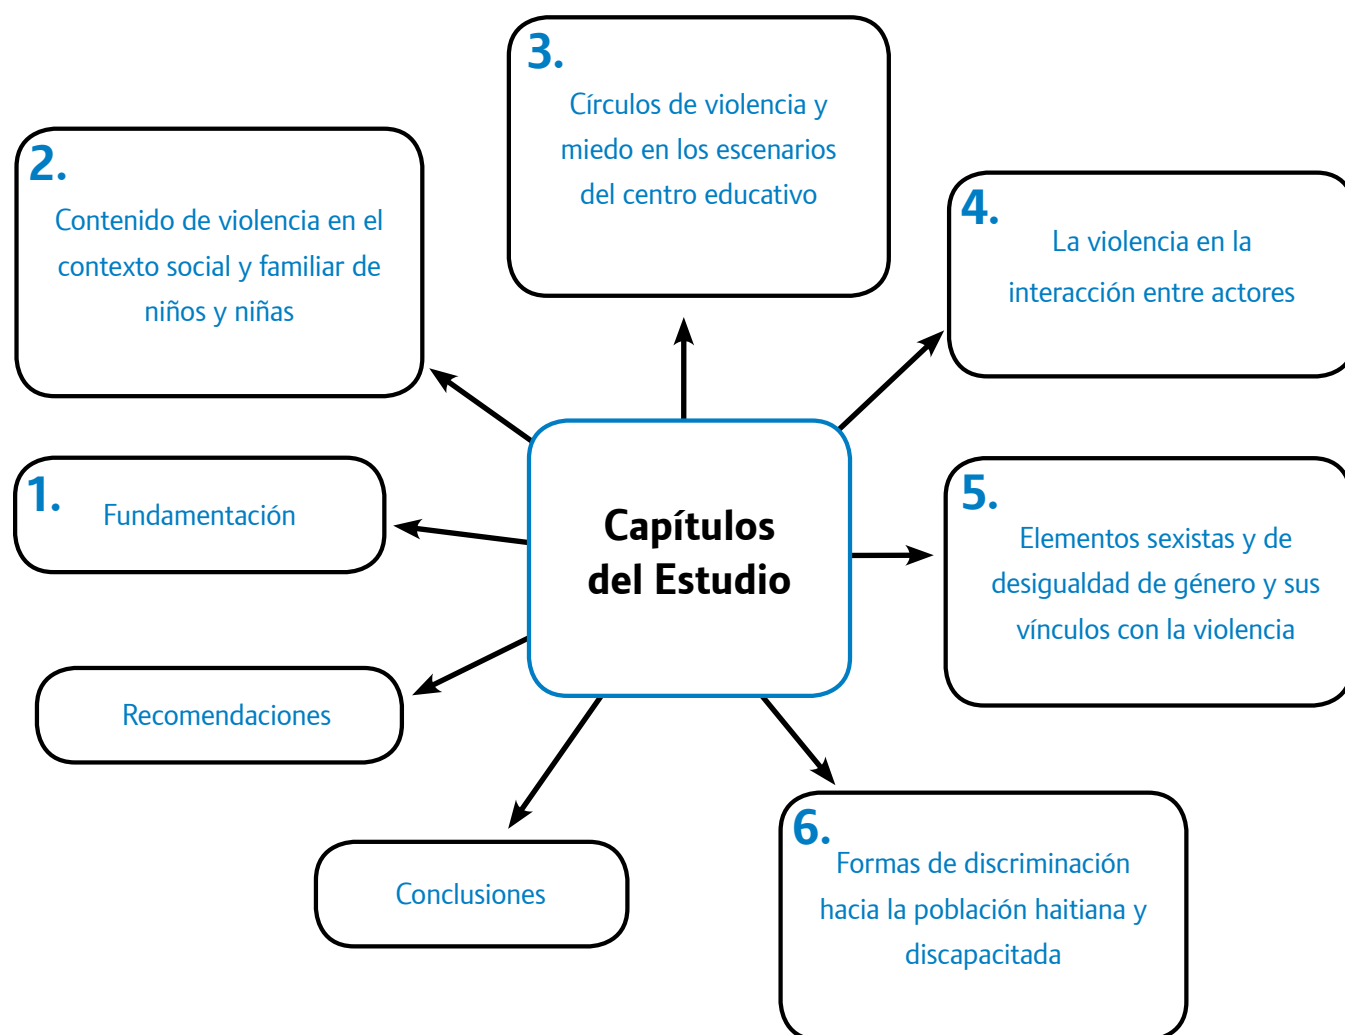 Capítulos
del Estudio
1.
Fundamentación
2.
Contenido de violencia en el
contexto social y familiar de
niños y niñas
3.
Círculos de violencia y
miedo en los escenarios
del centro educativo
4.
La violencia en la
interacción entre actores
5.
Elementos sexistas y de
desigualdad de género y sus
vínculos con la violencia
6.
Formas de discriminación
hacia la población haitiana y
discapacitada
Conclusiones
Recomendaciones